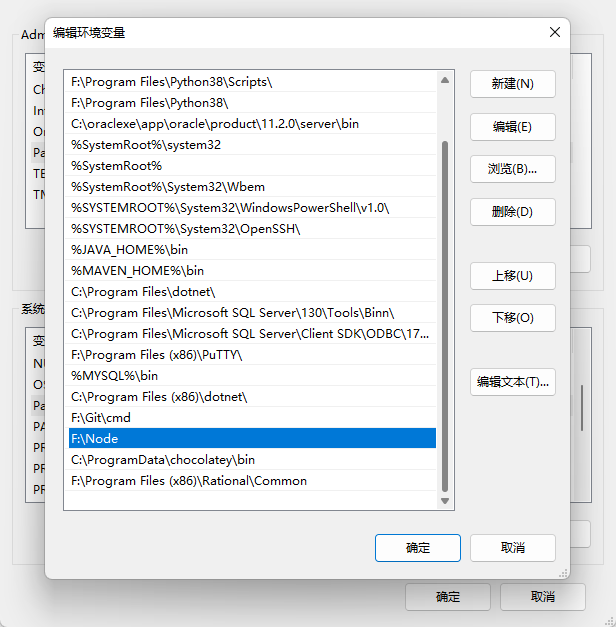 编辑环境变量
F:\Program Files\Python38\Scripts\
F:\Program Files\Python38\
C:\oraclexe\app\oracle\product\11.2.0\server\bin
%SystemRoot%\system32
%SystemRoot%
%SystemRoot%\System32\Wbem
%SYSTEMROOT%\System32\WindowsPowerShell\v1.0\
%SYSTEMROOT%\System32\OpenSSH\
%JAVA_HOME%\bin
%MAVEN_HOME%\bin
C:\Program Files\dotnet\
C:\Program Files\Microsoft SQL Server\130\Tools\Binn\
C:\Program Files\Microsoft SQL Server\Client SDK\ODBC\17...
F:\Program Files (x86)\PuTTY\
%MYSQL%\bin
C:\Program Files (x86)\dotnet\
F:\Git\cmd
F:\Node
C:\ProgramData\chocolatey\bin
F:\Program Files (x86)\Rational\Common
新建(N)
编辑(E)
浏览(B)...
删除(D)
上移(U)
下移(O)
编辑文本(T)...
确定
取消
Adm
变
Ch
In
Or
Pa
TE
TM
系统
变
NU
OS
Pa
PA
PR
PR
PR
确定
取消